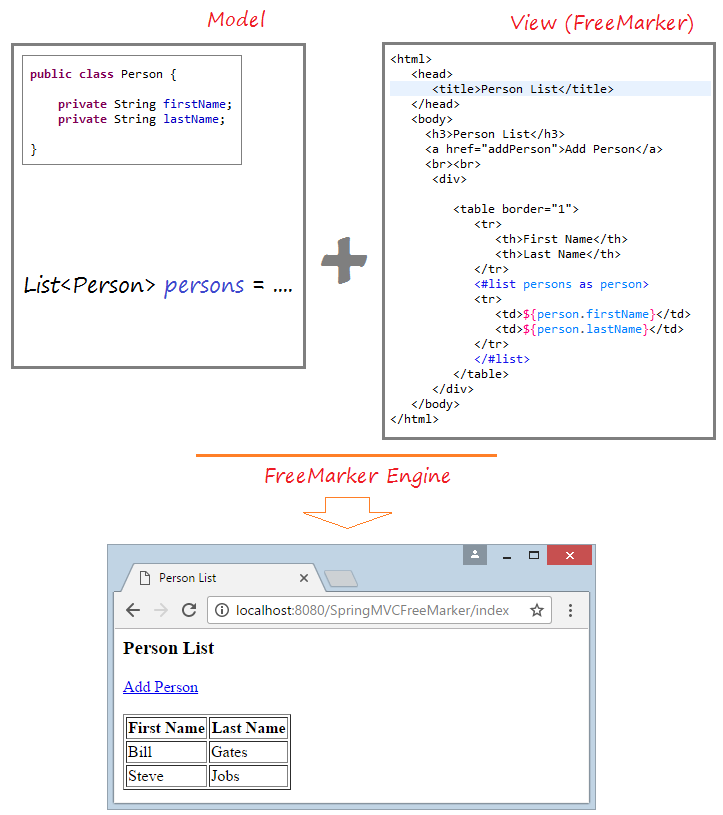 Model
public class Person {
private String firstName;
private String lastName;
}
List<Person> persons = ....
View (FreeMarker)
<html>
<head>
<title>Person List</title>
</head>
<body>
<h3>Person List</h3>
<a href="addPerson">Add Person</a>
<br><br>
<div>
<table border="1">
<tr>
<th>First Name</th>
<th>Last Name</th>
</tr>
<#list persons as person>
<tr>
<td>${person.firstName}</td>
<td>${person.lastName}</td>
</tr>
</#list>
</table>
</div>
</body>
</html>
FreeMarker Engine
Person List
localhost:8080/SpringMVCFreeMarker/index
Person List
Add Person
First Name Last Name
Bill Gates
Steve Jobs